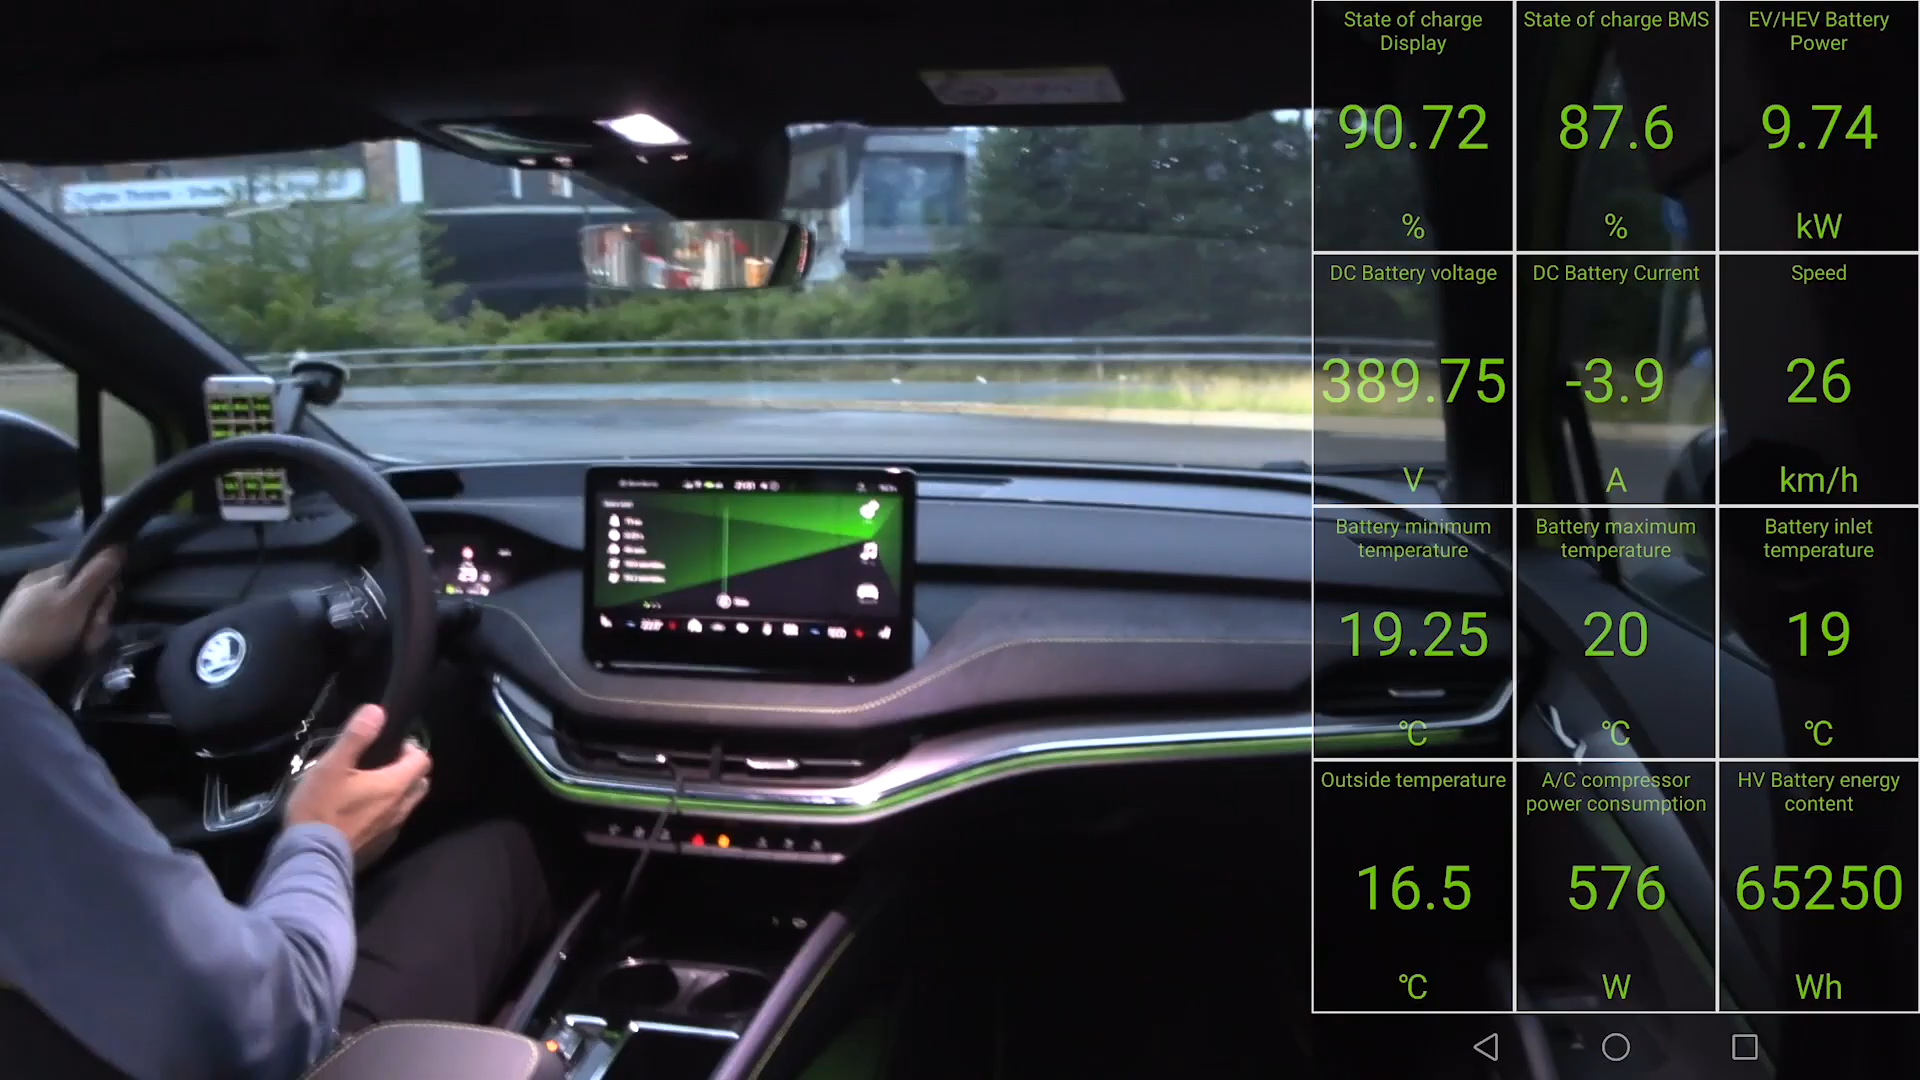 State of charge
Display
90.72
%
State of charge BMS
87.6
%
EV/HEV Battery
Power
9.74
kW
DC Battery voltage
389.75
V
DC Battery Current
-3.9
A
Speed
26
km/h
Battery minimum
temperature
19.25
℃
Battery maximum
temperature
20
℃
Battery inlet
temperature
19
℃
Outside temperature
16.5
℃
A/C compressor
power consumption
576
W
HV Battery energy
content
65250
Wh